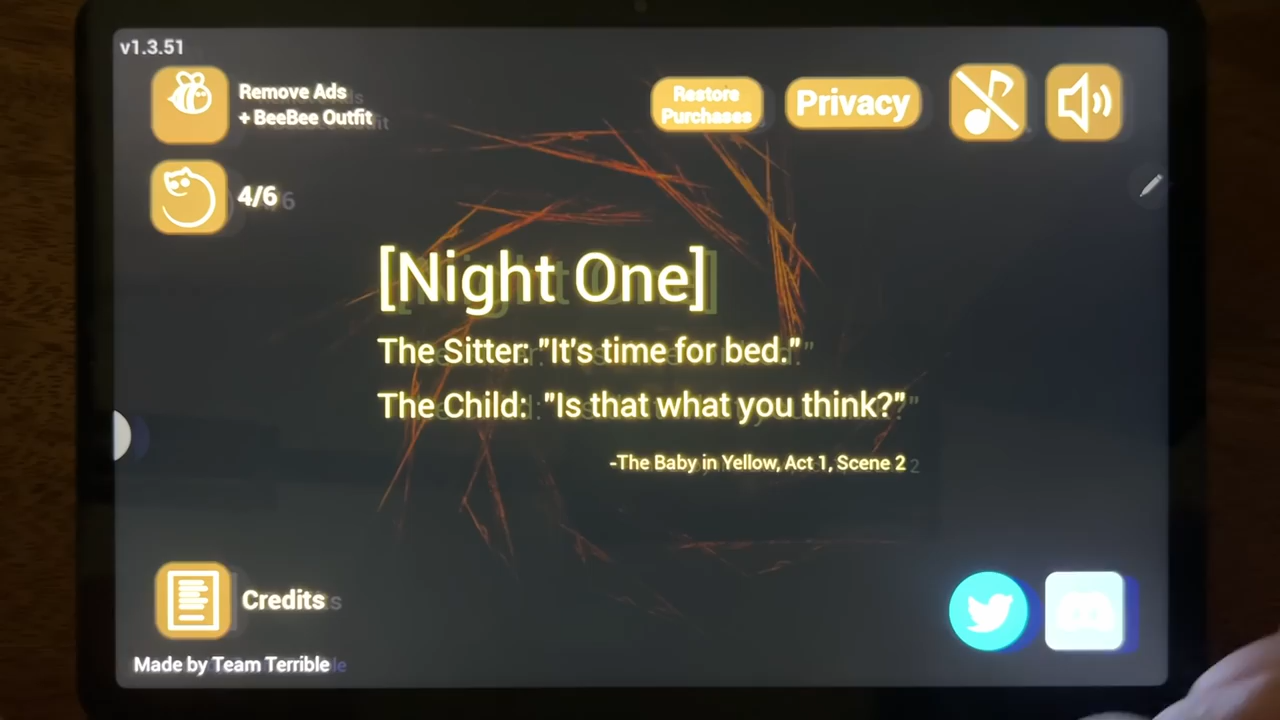 v1.3.51
Remove Ads
+ BeeBee Outfit
Restore
Purchases
Privacy
4/6
[Night One]
The Sitter: "It's time for bed."
The Child: "Is that what you think?"
-The Baby in Yellow, Act 1, Scene 2
Credits
Made by Team Terrible